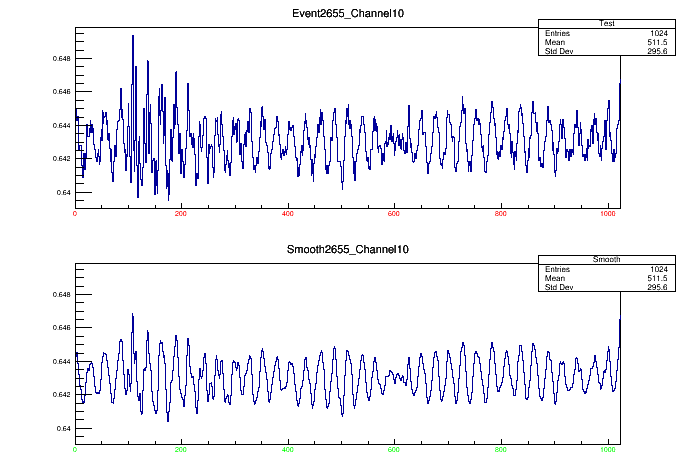 Event2655_Channel10
Test
Entries 1024
Mean 511.5
Std Dev 295.6
0.648
0.646
0.644
0.642
0.64
0 200 400 600 800 1000
Smooth2655_Channel10
Smooth
Entries 1024
Mean 511.5
Std Dev 295.6
0.648
0.646
0.644
0.642
0.64
0 200 400 600 800 1000